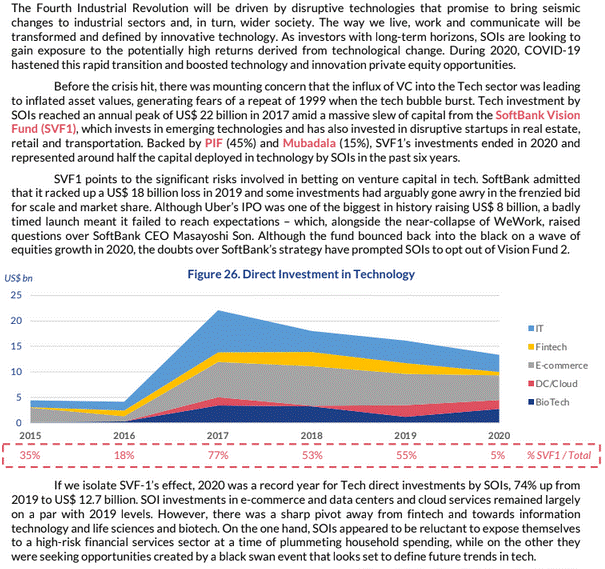 The Fourth Industrial Revolution will be driven by disruptive technologies that promise to bring seismic
changes to industrial sectors and, in turn, wider society. The way we live, work and communicate will be
transformed and defined by innovative technology. As investors with long-term horizons, SOIs are looking to
gain exposure to the potentially high returns derived from technological change. During 2020, COVID-19
hastened this rapid transition and boosted technology and innovation private equity opportunities.
Before the crisis hit, there was mounting concern that the influx of VC into the Tech sector was leading
to inflated asset values, generating fears of a repeat of 1999 when the tech bubble burst. Tech investment by
SOIs reached an annual peak of US$ 22 billion in 2017 amid a massive slew of capital from the SoftBank Vision
Fund (SVF1), which invests in emerging technologies and has also invested in disruptive startups in real estate,
retail and transportation. Backed by PIF (45%) and Mubadala (15%), SVF1's investments ended in 2020 and
represented around half the capital deployed in technology by SOIs in the past six years.
SVF1 points to the significant risks involved in betting on venture capital in tech. SoftBank admitted
that it racked up a US$ 18 billion loss in 2019 and some investments had arguably gone awry in the frenzied bid
for scale and market share. Although Uber's IPO was one of the biggest in history raising US$ 8 billion, a badly
timed launch meant it failed to reach expectations – which, alongside the near-collapse of WeWork, raised
questions over SoftBank CEO Masayoshi Son. Although the fund bounced back into the black on a wave of
equities growth in 2020, the doubts over SoftBank's strategy have prompted SOIs to opt out of Vision Fund 2.
Figure 26. Direct Investment in Technology
US$ bn
25
20
15
10
5
0
IT
Fintech
E-commerce
DC/Cloud
BioTech
2015 2016 2017 2018 2019 2020
35% 18% 77% 53% 55% 5% % SVF1 / Total
If we isolate SVF-1's effect, 2020 was a record year for Tech direct investments by SOIs, 74% up from
2019 to US$ 12.7 billion. SOI investments in e-commerce and data centers and cloud services remained largely
on a par with 2019 levels. However, there was a sharp pivot away from fintech and towards information
technology and life sciences and biotech. On the one hand, SOIs appeared to be reluctant to expose themselves
to a high-risk financial services sector at a time of plummeting household spending, while on the other they
were seeking opportunities created by a black swan event that looks set to define future trends in tech.